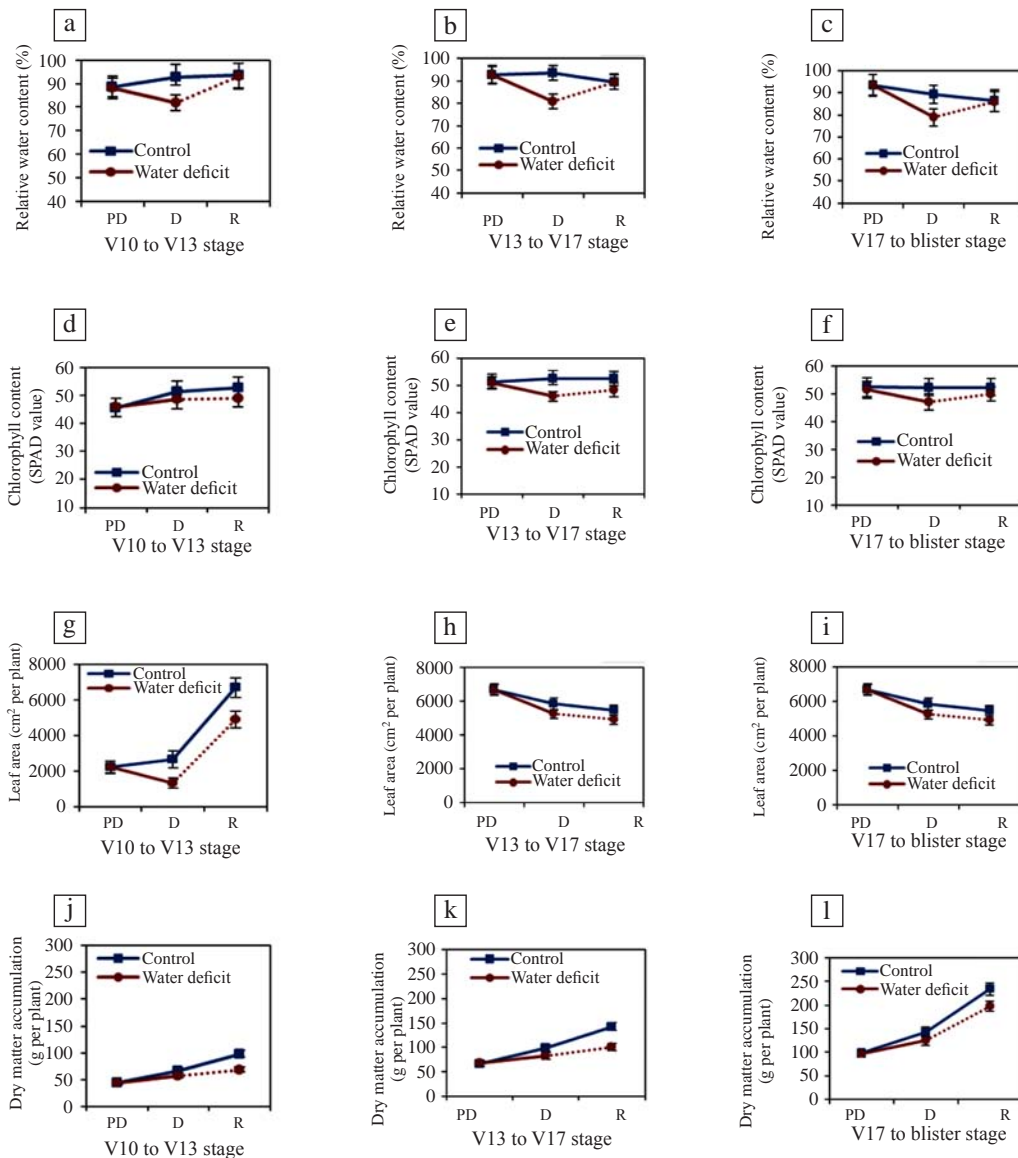 a
Relative water content (%)
100
90
80
70
60
50
40
Control
Water deficit
PD D R
V10 to V13 stage
b
Relative water content (%)
100
90
80
70
60
50
40
Control
Water deficit
PD D R
V13 to V17 stage
c
Relative water content (%)
100
90
80
70
60
50
40
Control
Water deficit
PD D R
V17 to blister stage
d
Chlorophyll content
(SPAD value)
60
50
40
30
20
10
Control
Water deficit
PD D R
V10 to V13 stage
e
Chlorophyll content
(SPAD value)
60
50
40
30
20
10
Control
Water deficit
PD D R
V13 to V17 stage
f
Chlorophyll content
(SPAD value)
60
50
40
30
20
10
Control
Water deficit
PD D R
V17 to blister stage
g
Leaf area (cm² per plant)
8000
6000
4000
2000
0
Control
Water deficit
PD D R
V10 to V13 stage
h
Leaf area (cm² per plant)
8000
6000
4000
2000
0
Control
Water deficit
PD D R
V13 to V17 stage
i
Leaf area (cm² per plant)
8000
6000
4000
2000
0
Control
Water deficit
PD D R
V17 to blister stage
j
Dry matter accumulation
(g per plant)
300
250
200
150
100
50
0
Control
Water deficit
PD D R
V10 to V13 stage
k
Dry matter accumulation
(g per plant)
300
250
200
150
100
50
0
Control
Water deficit
PD D R
V13 to V17 stage
l
Dry matter accumulation
(g per plant)
300
250
200
150
100
50
0
Control
Water deficit
PD D R
V17 to blister stage